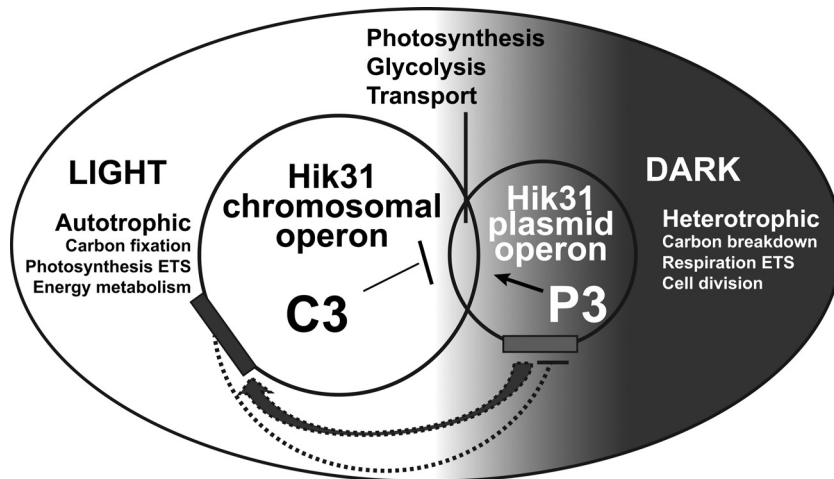 Photosynthesis
Glycolysis
Transport
LIGHT
Autotrophic
Carbon fixation
Photosynthesis ETS
Energy metabolism
Hik31
chromosomal
operon
C3
Hik31
plasmid
operon
P3
DARK
Heterotrophic
Carbon breakdown
Respiration ETS
Cell division